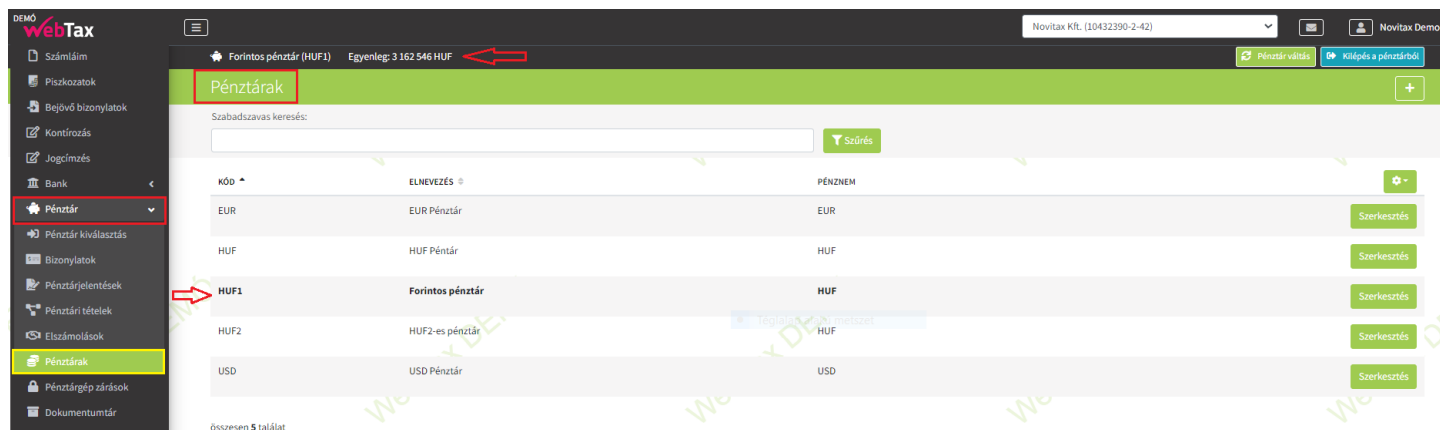 DEMÓ
WebTax
Novitax Kft. (10432390-2-42)
Novitax Demo
Számláim
Piszkozatok
Bejövő bizonylatok
Kontírozás
Jogcímzés
Bank
Pénztár
Pénztár kiválasztás
Bizonylatok
Pénztárjelentések
Pénztári tételek
Elszámolások
Pénztárak
Pénztárgép zárások
Dokumentumtár
Forintos pénztár (HUF1) Egyenleg: 3 162 546 HUF
Pénztár váltás
Kilépés a pénztárból
Pénztárak
+
Szabadszavas keresés:
Szűrés
KÓD ELNEVEZÉS PÉNZNEM
EUR EUR Pénztár EUR Szerkesztés
HUF HUF Péntár HUF Szerkesztés
HUF1 Forintos pénztár HUF Szerkesztés
HUF2 HUF2-es pénztár HUF Szerkesztés
USD USD Pénztár USD Szerkesztés
összesen 5 találat